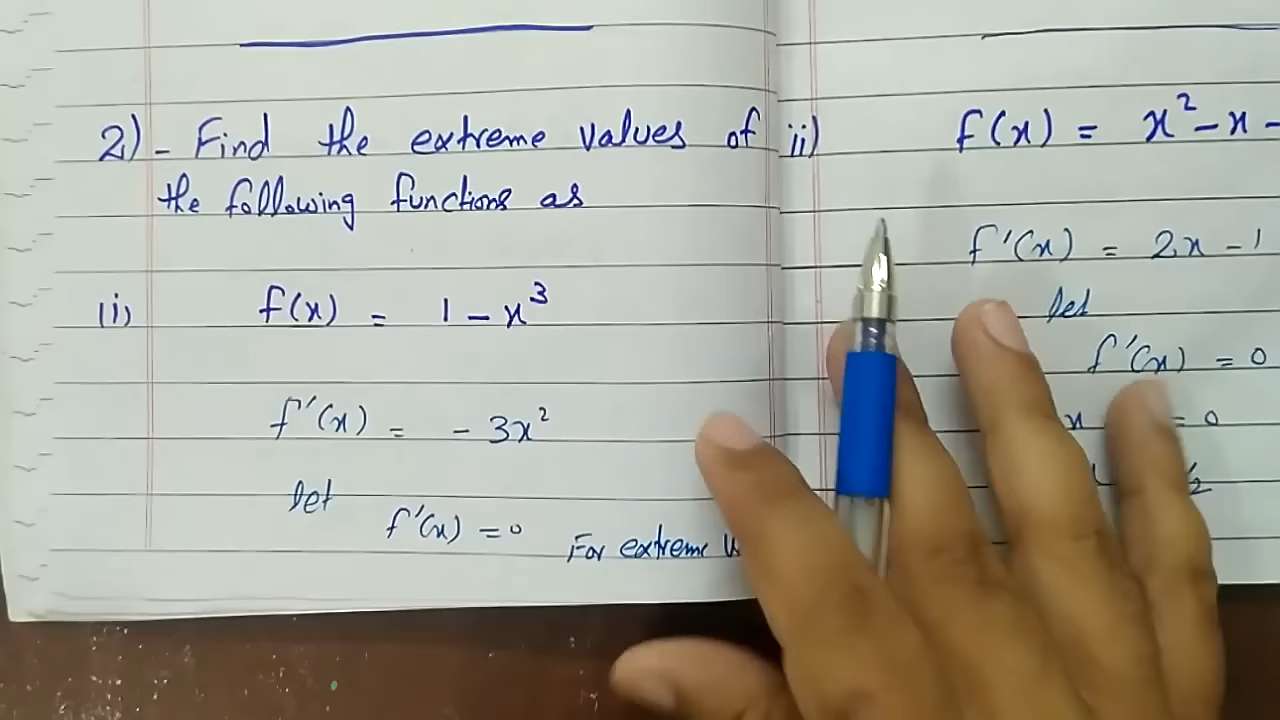 2) - Find the extreme values of
the following functions as
(i) f(x) = 1 - x³
f'(x) = - 3x²
let
f'(x) = 0 For extreme
ii) f(x) = x² - x -
f'(x) = 2x - 1
let
f'(x) = 0
x = 0